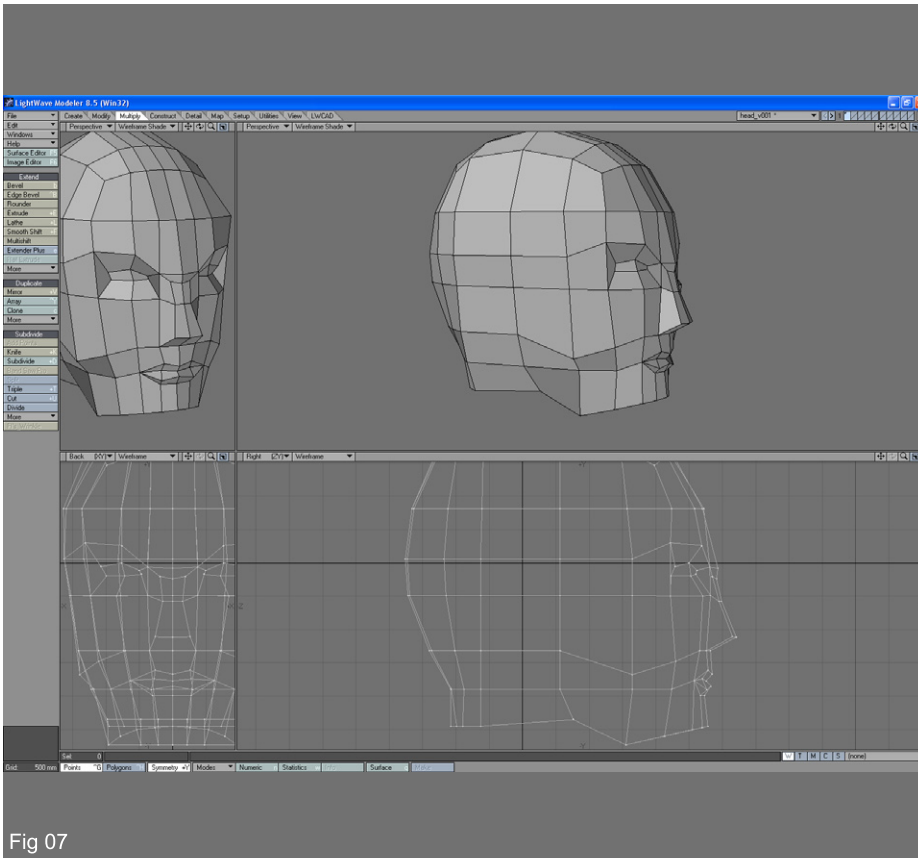 LightWave Modeler 8.5 (Win32)
File Create Modify Multiply Construct Detail Map Setup Utilities View LWCAD head_v001 * 1
Edit
Perspective Wireframe Shade Perspective Wireframe Shade
Windows
Help
Surface Editor
Image Editor
Extend
Bevel
Edge Bevel
Rounder
Extrude
Lathe
Smooth Shift
Multishift
Extender Plus
More
Duplicate
Mirror
Array
Clone
More
Subdivide
Knife
Subdivide
Triple
Cut
Divide
More
Back (XY) Wireframe Right (ZY) Wireframe
Sel 0
W T M C S (none)
Grid: 500 mm Points ^G Polygons Symmetry +Y Modes Numeric Statistics Surface
Fig 07